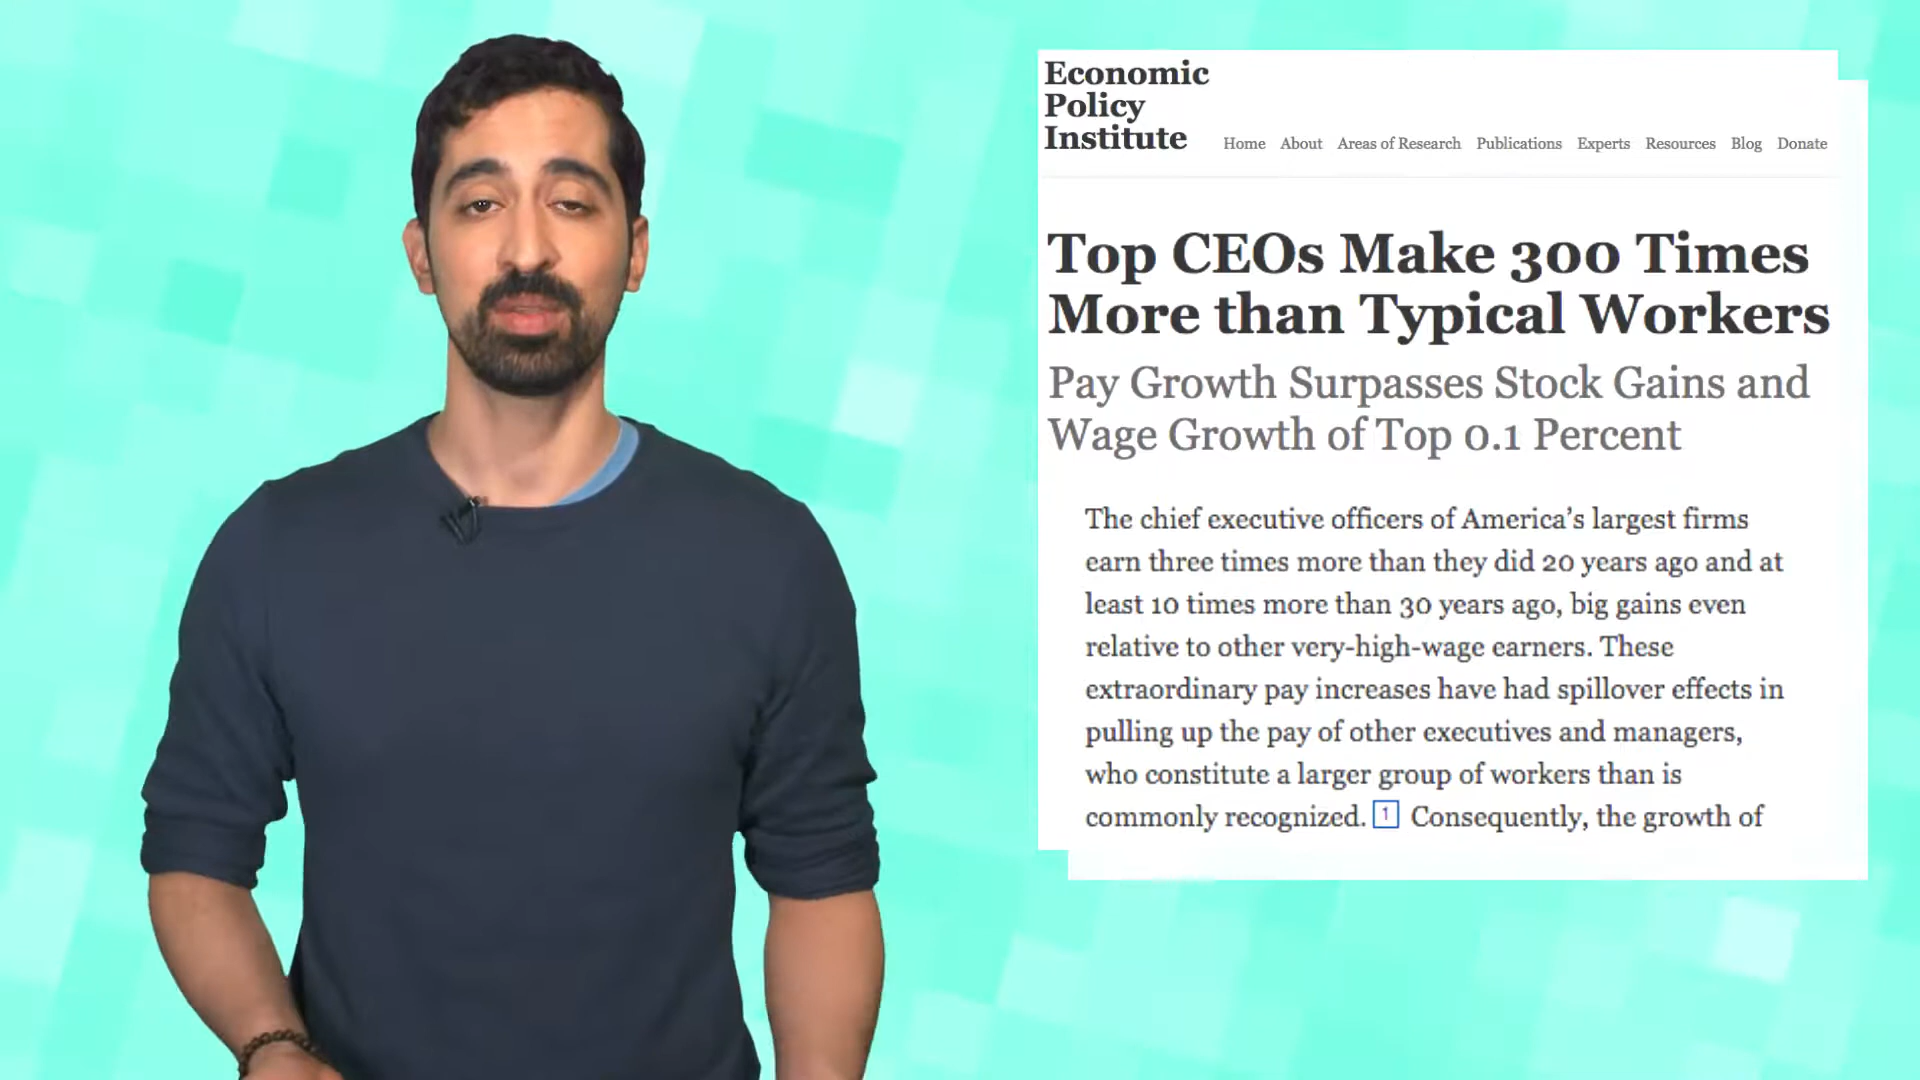 Economic
Policy
Institute
Home About Areas of Research Publications Experts Resources Blog Donate
Top CEOs Make 300 Times
More than Typical Workers
Pay Growth Surpasses Stock Gains and
Wage Growth of Top 0.1 Percent
The chief executive officers of America’s largest firms
earn three times more than they did 20 years ago and at
least 10 times more than 30 years ago, big gains even
relative to other very-high-wage earners. These
extraordinary pay increases have had spillover effects in
pulling up the pay of other executives and managers,
who constitute a larger group of workers than is
commonly recognized. 1 Consequently, the growth of